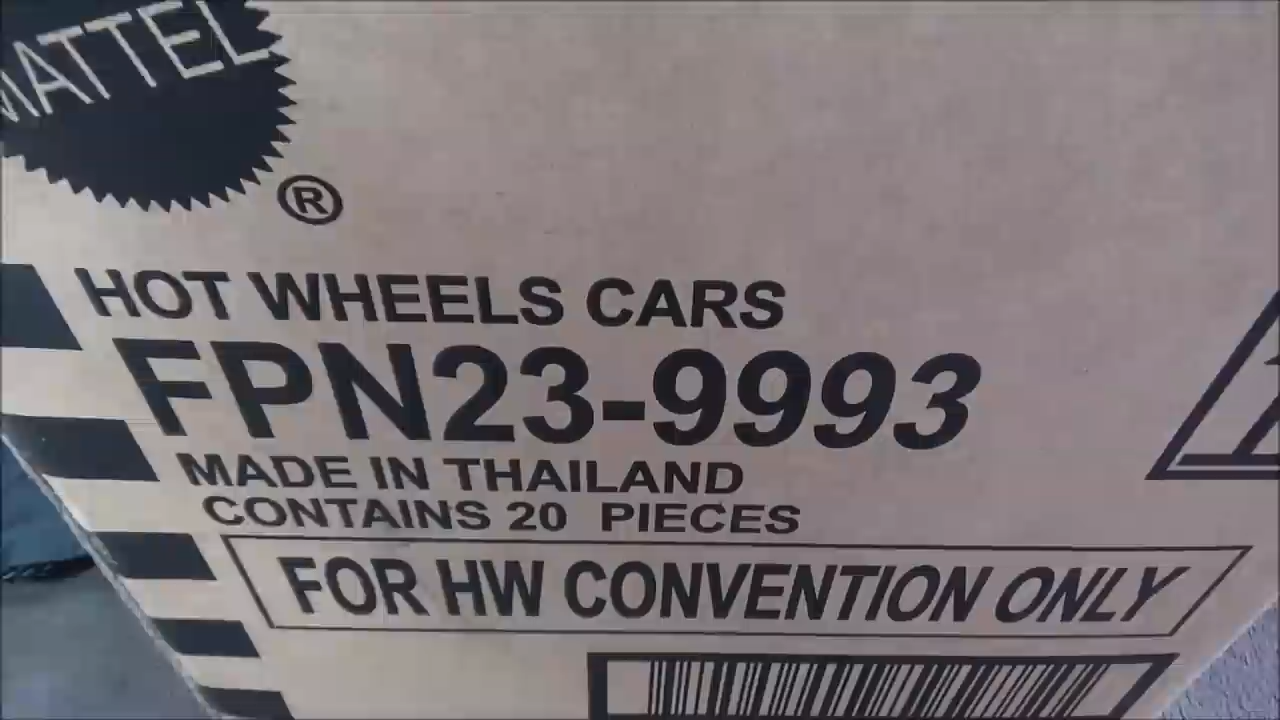 MATTEL
®
HOT WHEELS CARS
FPN23-9993
MADE IN THAILAND
CONTAINS 20 PIECES
FOR HW CONVENTION ONLY